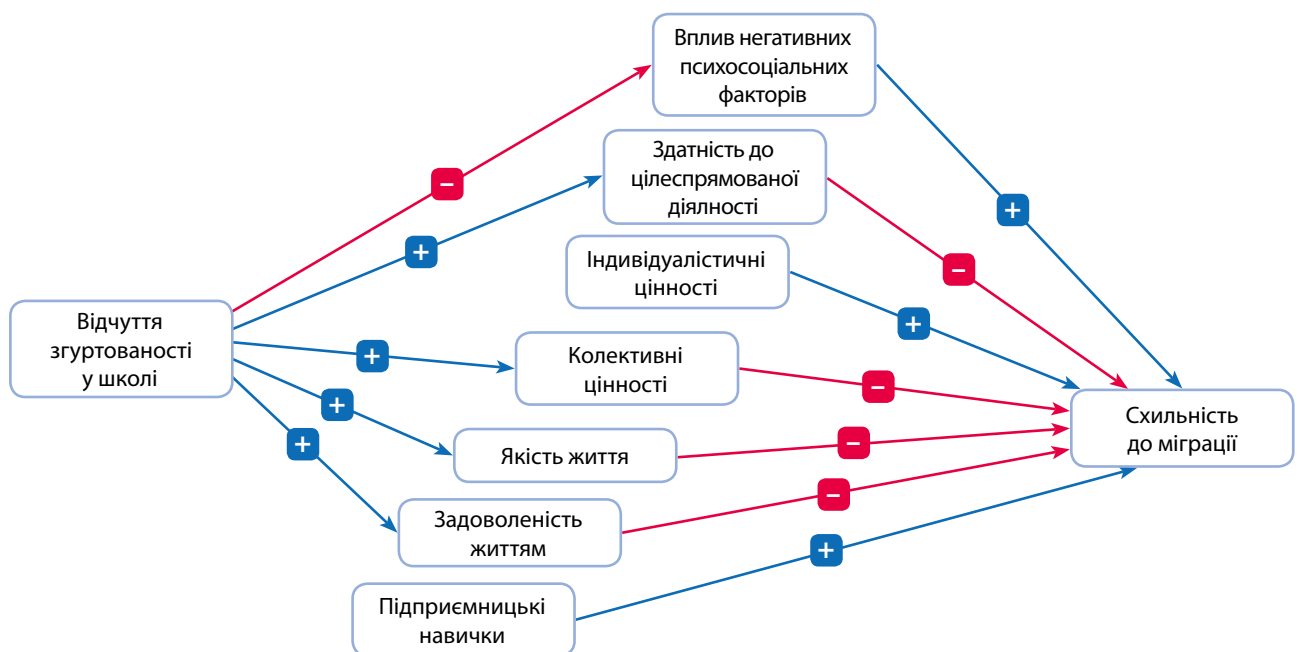 Вплив негативних
психосоціальних
факторів
–
Здатність до
цілеспрямованої
діялності
+
+
Індивідуалістичні
цінності
–
Відчуття
згуртованості
у школі
+
+
Колективні
цінності
–
Схильність
до міграції
+
Якість життя
–
+
Задоволеність
життям
–
+
Підприємницькі
навички